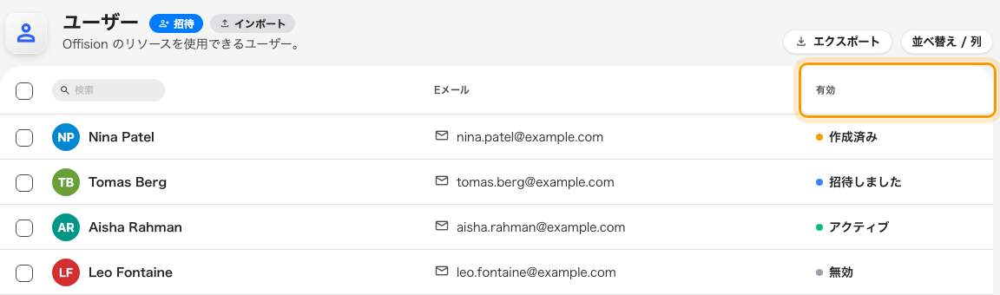 ユーザー
招待
インポート
Offision のリソースを使用できるユーザー。
エクスポート
並べ替え / 列
検索
Eメール
有効
NP
Nina Patel
nina.patel@example.com
作成済み
TB
Tomas Berg
tomas.berg@example.com
招待しました
AR
Aisha Rahman
aisha.rahman@example.com
アクティブ
LF
Leo Fontaine
leo.fontaine@example.com
無効